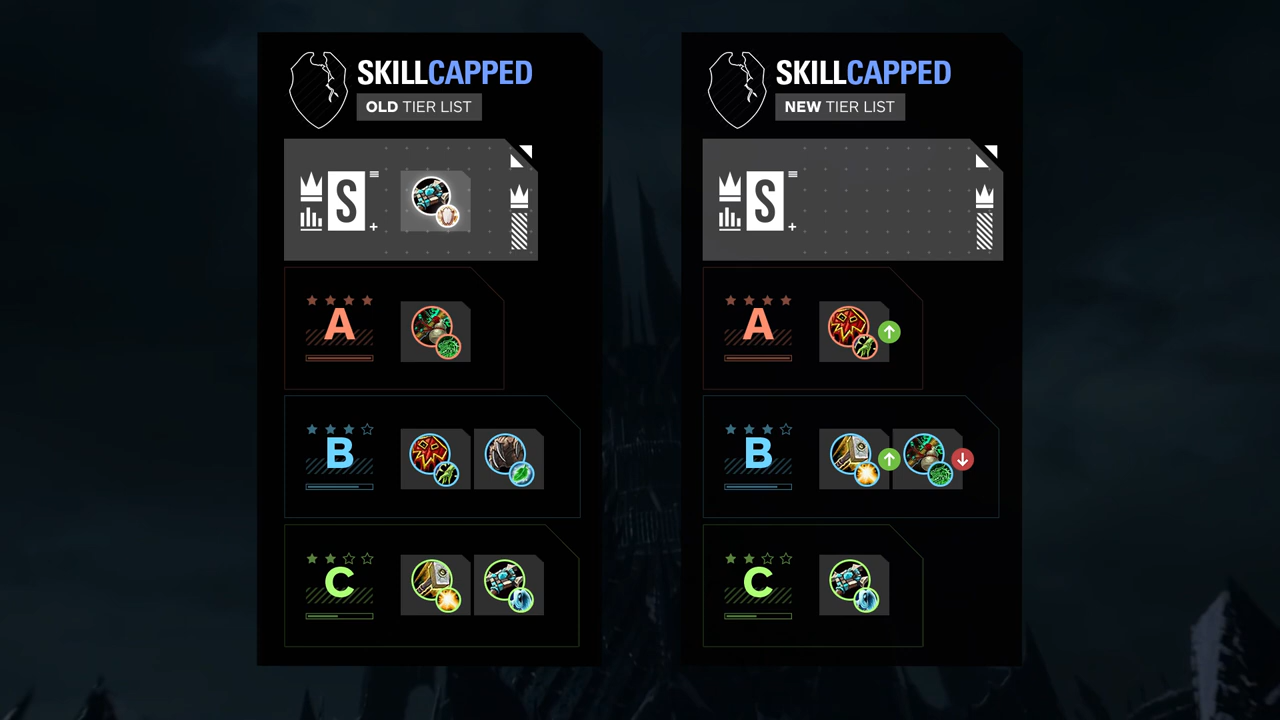 SKILLCAPPED
OLD TIER LIST
S
A
B
C
SKILLCAPPED
NEW TIER LIST
S
A
B
C